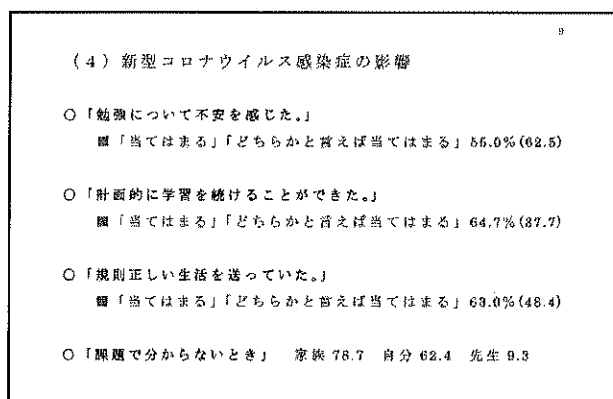 9
(4)新型コロナウイルス感染症の影響
○「勉強について不安を感じた。」
▩「当てはまる」「どちらかと言えば当てはまる」55.0%(62.5)
○「計画的に学習を続けることができた。」
▩「当てはまる」「どちらかと言えば当てはまる」64.7%(37.7)
○「規則正しい生活を送っていた。」
▩「当てはまる」「どちらかと言えば当てはまる」63.0%(48.4)
○「課題で分からないとき」 家族 78.7 自分 62.4 先生 9.3